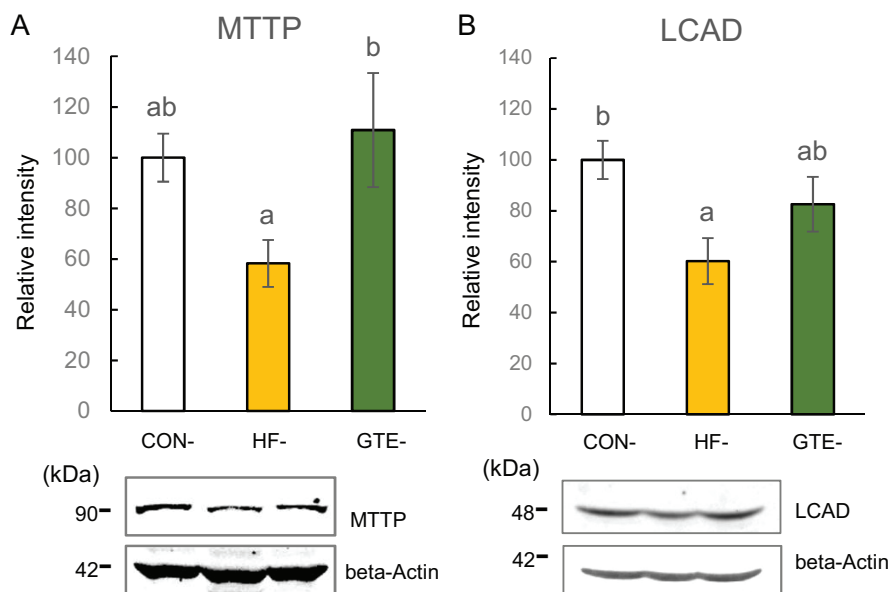 A
MTTP
Relative intensity
140
120
100
80
60
40
20
0
ab
a
b
CON-
HF-
GTE-
(kDa)
90
MTTP
42
beta-Actin
B
LCAD
Relative intensity
140
120
100
80
60
40
20
0
b
a
ab
CON-
HF-
GTE-
(kDa)
48
LCAD
42
beta-Actin